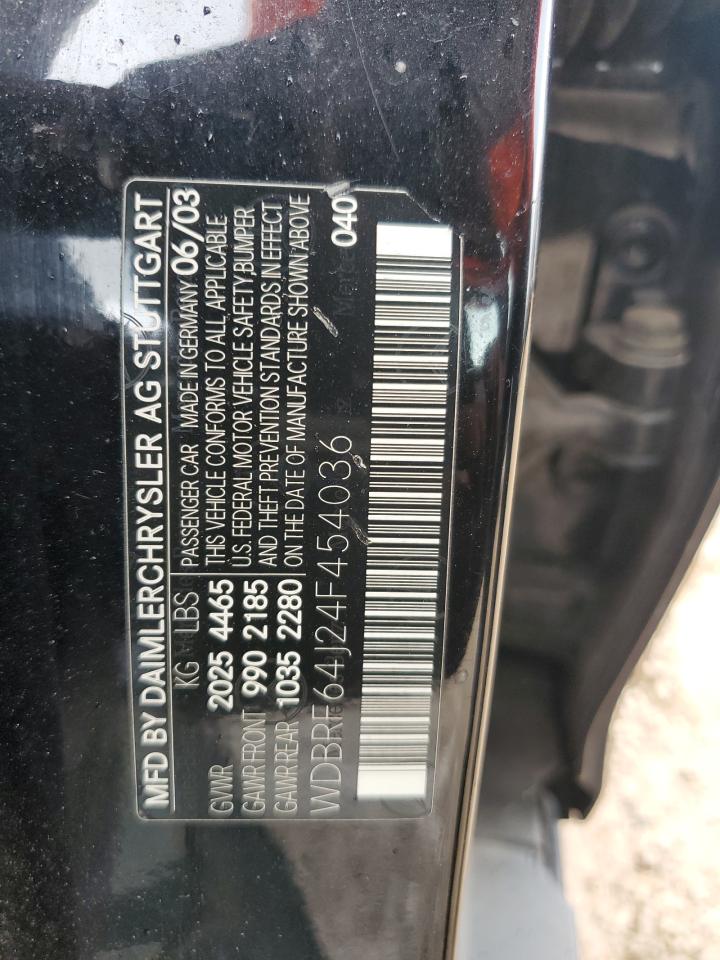 MFD BY DAIMLERCHRYSLER AG STUTTGART
KG LBS PASSENGER CAR MADE IN GERMANY 06/03
GVWR 2025 4465 THIS VEHICLE CONFORMS TO ALL APPLICABLE
GAWR FRONT 990 2185 U.S. FEDERAL MOTOR VEHICLE SAFETY,BUMPER
AND THEFT PREVENTION STANDARDS IN EFFECT
GAWR REAR 1035 2280 ON THE DATE OF MANUFACTURE SHOWN ABOVE
WDBRF64J24F454036 040